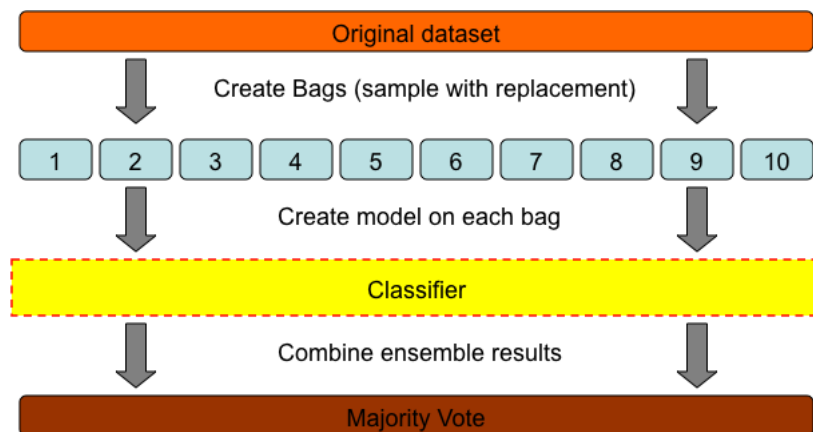 Original dataset
Create Bags (sample with replacement)
1 2 3 4 5 6 7 8 9 10
Create model on each bag
Classifier
Combine ensemble results
Majority Vote